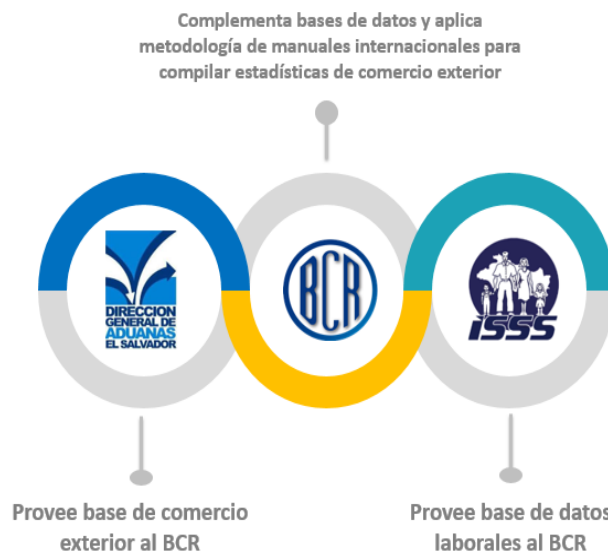 Complementa bases de datos y aplica
metodología de manuales internacionales para
compilar estadísticas de comercio exterior
DIRECCION
GENERAL DE
ADUANAS
EL SALVADOR
BCR
ISSS
Provee base de comercio
exterior al BCR
Provee base de datos
laborales al BCR